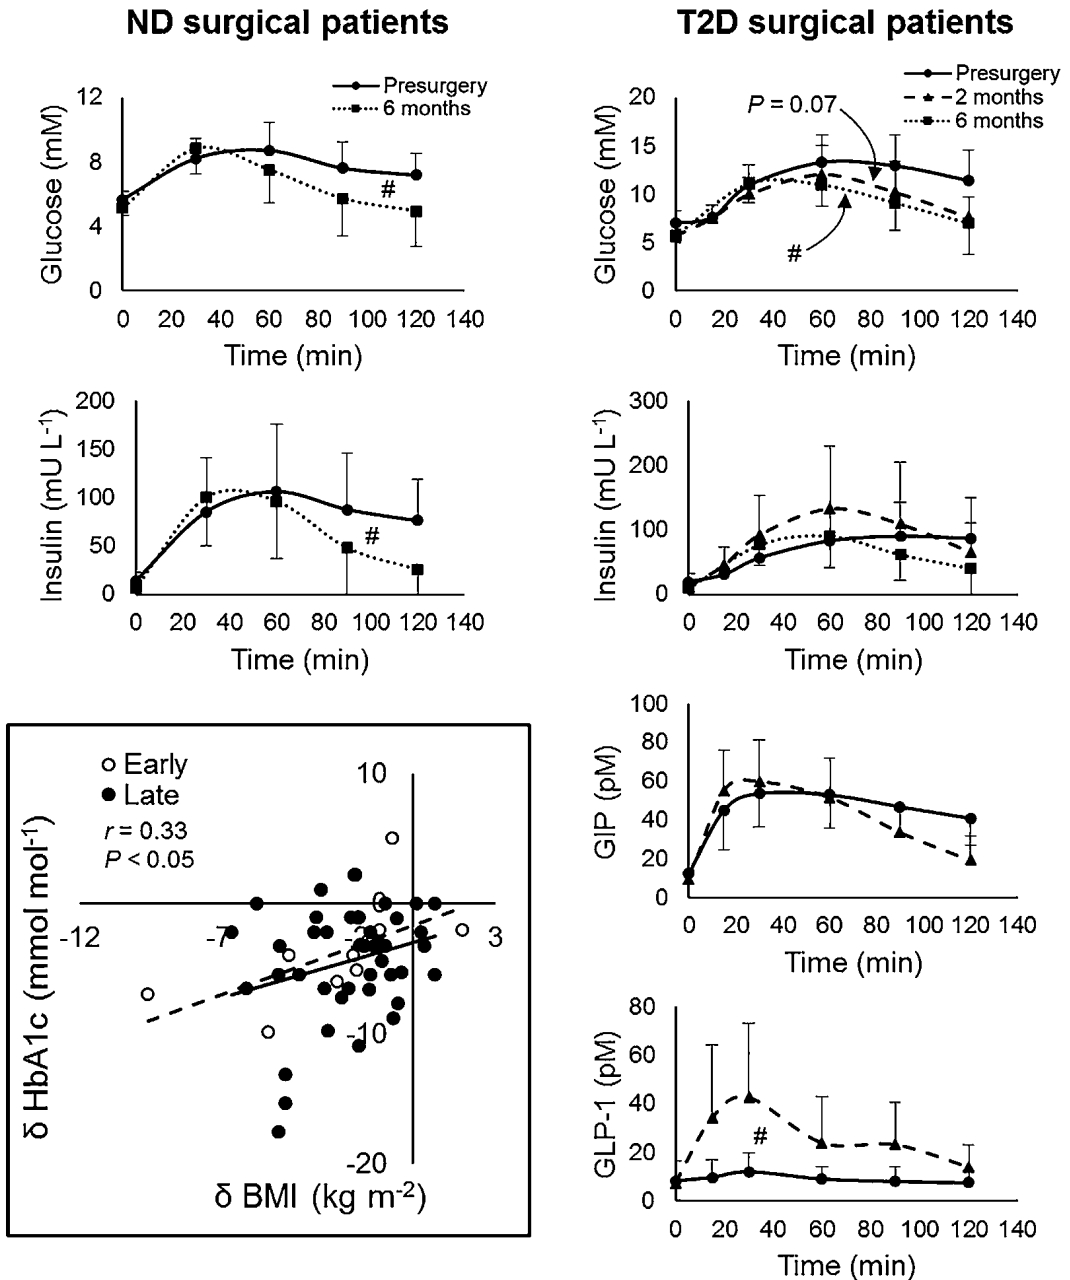 ND surgical patients
T2D surgical patients
Presurgery
6 months
12
8
4
0
Glucose (mM)
#
0 20 40 60 80 100 120 140
Time (min)
Presurgery
2 months
6 months
P = 0.07
20
15
10
5
0
Glucose (mM)
#
0 20 40 60 80 100 120 140
Time (min)
200
150
100
50
0
Insulin (mU L-1)
#
0 20 40 60 80 100 120 140
Time (min)
300
200
100
0
Insulin (mU L-1)
0 20 40 60 80 100 120 140
Time (min)
Early
Late
r = 0.33
P < 0.05
10
-12 -7 3
-10
-20
δ HbA1c (mmol mol-1)
δ BMI (kg m-2)
100
80
60
40
20
0
GIP (pM)
0 20 40 60 80 100 120 140
Time (min)
80
60
40
20
0
GLP-1 (pM)
#
0 20 40 60 80 100 120 140
Time (min)